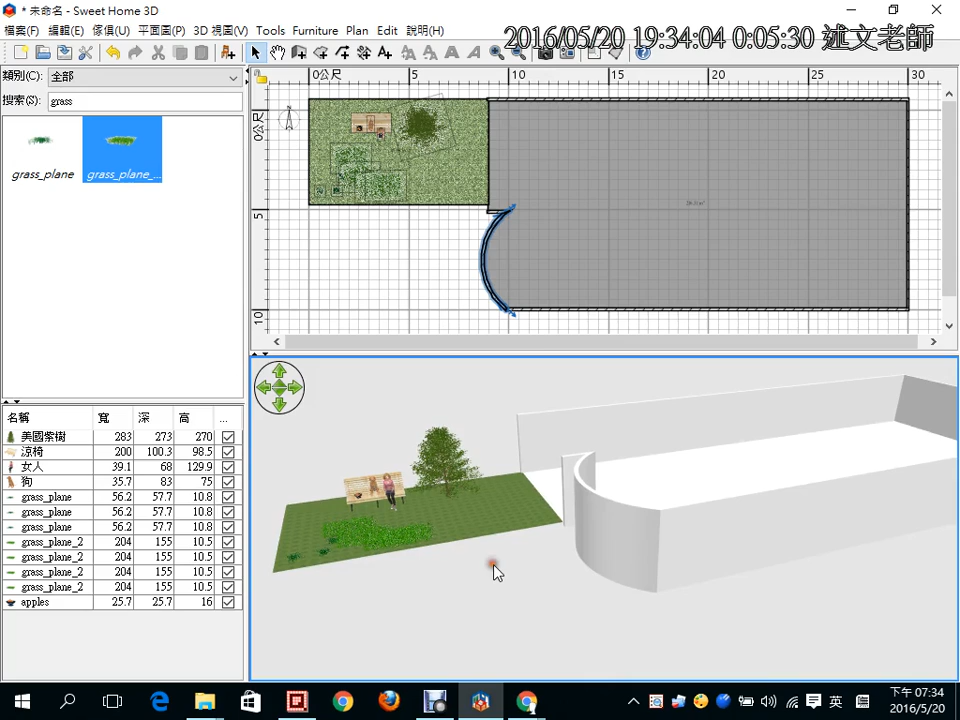 * 未命名 - Sweet Home 3D
檔案(F) 編輯(E) 傢俱(U) 平面圖(P) 3D 視圖(V) Tools Furniture Plan Edit 說明(H)
2016/05/20 19:34:04 0:05:30 述文老師
類別(C): 全部
搜索(S): grass
grass_plane grass_plane_...
0公尺 5 10 15 20 25 30
0公尺
5
10
名稱 寬 深 高 ...
美國紫樹 283 273 270
涼椅 200 100.3 98.5
女人 39.1 68 129.9
狗 35.7 83 75
grass_plane 56.2 57.7 10.8
grass_plane 56.2 57.7 10.8
grass_plane 56.2 57.7 10.8
grass_plane_2 204 155 10.5
grass_plane_2 204 155 10.5
grass_plane_2 204 155 10.5
grass_plane_2 204 155 10.5
apples 25.7 25.7 16
英
下午 07:34
2016/5/20